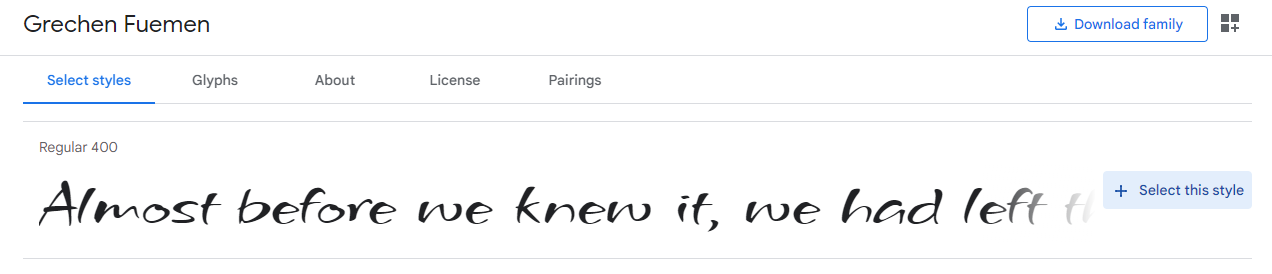 Grechen Fuemen
Download family
Select styles Glyphs About License Pairings
Regular 400
Almost before we knew it, we had left th
Select this style